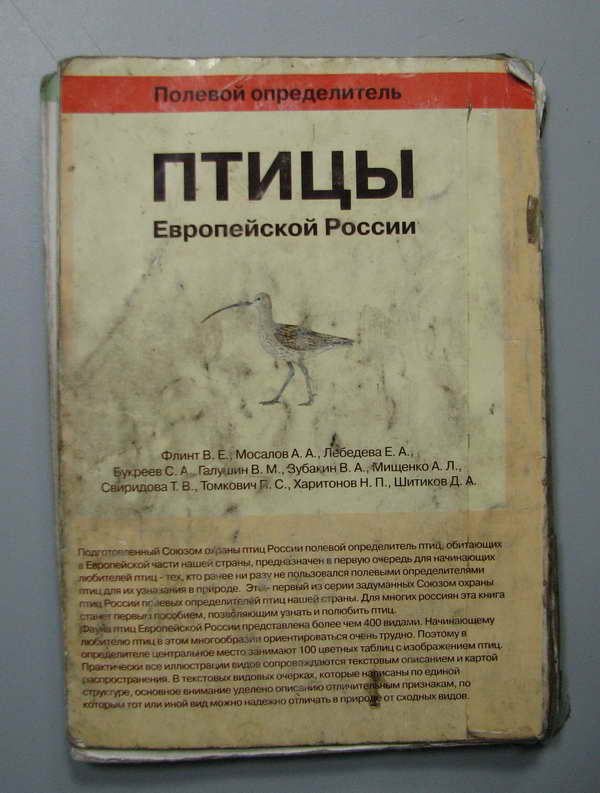 Полевой определитель
ПТИЦЫ
Европейской России
Флинт В. Е., Мосалов А. А., Лебедева Е. А.,
Букреев С. А., Галушин В. М., Зубакин В. А., Мищенко А. Л.,
Свиридова Т. В., Томкович П. С., Харитонов Н. П., Шитиков Д. А.
Подготовленный Союзом охраны птиц России полевой определитель птиц, обитающих
в Европейской части нашей страны, предназначен в первую очередь для начинающих
любителей птиц - тех, кто ранее ни разу не пользовался полевыми определителями
птиц для их узназания в природе. Эта - первый из серии задуманных Союзом охраны
птиц России полевых определителей птиц нашей страны. Для многих россиян эта книга
станет первым пособием, позволяющим узнать и полюбить птиц.
Фауна птиц Европейской России представлена более чем 400 видами. Начинающему
любителю птиц в этом многообразии ориентироваться очень трудно. Поэтому в
определителе центральное место занимают 100 цветных таблиц с изображением птиц.
Практически все иллюстрации видов сопровождаются текстовым описанием и картой
распространения. В текстовых видовых очерках, которые написаны по единой
структуре, основное внимание уделено описанию отличительным признакам, по
которым тот или иной вид можно надежно отличать в природе от сходных видов.